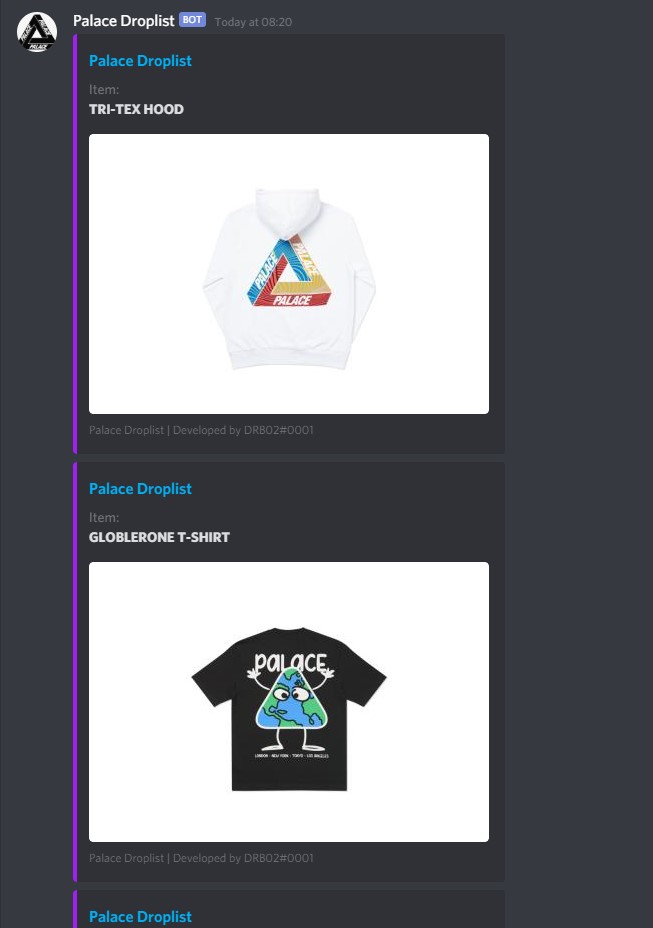 Palace Droplist BOT Today at 08:20
Palace Droplist
Item:
TRI-TEX HOOD
PALACE
PALACE
PALACE
Palace Droplist | Developed by DRB02#0001
Palace Droplist
Item:
GLOBLERONE T-SHIRT
PALACE
LONDON · NEW YORK · TOKYO · LOS ANGELES
Palace Droplist | Developed by DRB02#0001
Palace Droplist